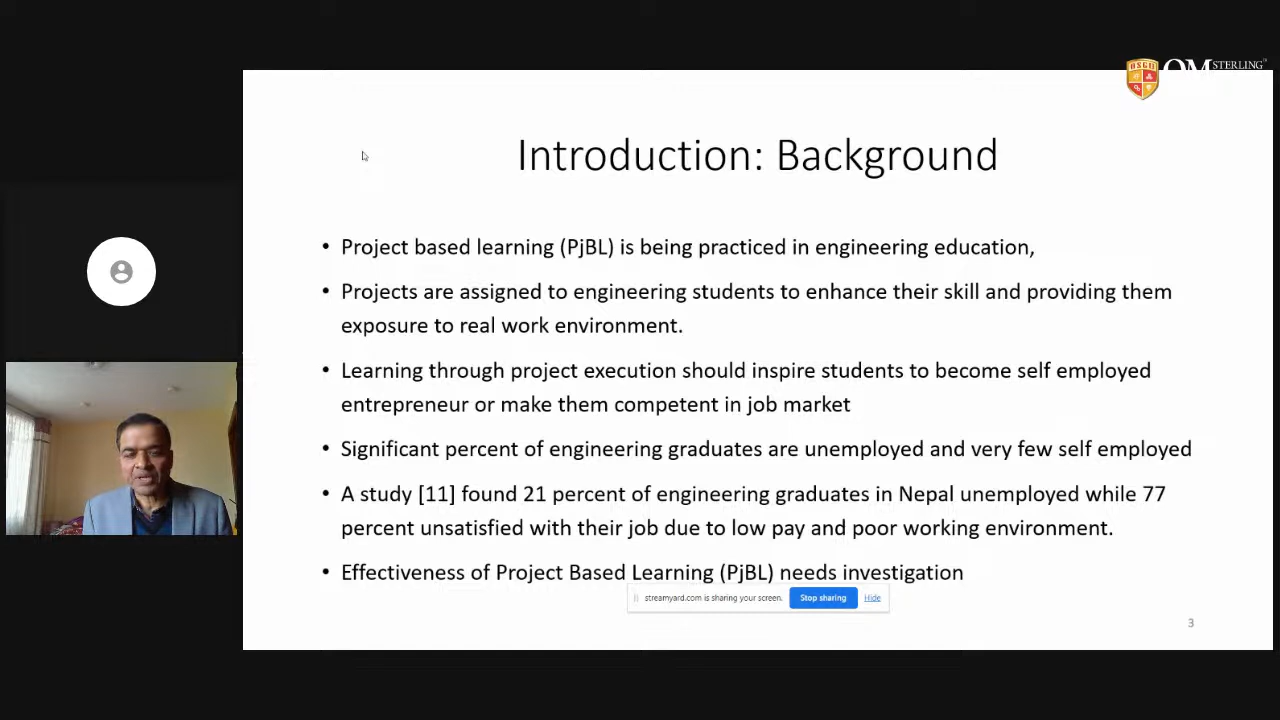 OSGU
STERLING
Introduction: Background
• Project based learning (PjBL) is being practiced in engineering education,
• Projects are assigned to engineering students to enhance their skill and providing them
exposure to real work environment.
• Learning through project execution should inspire students to become self employed
entrepreneur or make them competent in job market
• Significant percent of engineering graduates are unemployed and very few self employed
• A study [11] found 21 percent of engineering graduates in Nepal unemployed while 77
percent unsatisfied with their job due to low pay and poor working environment.
• Effectiveness of Project Based Learning (PjBL) needs investigation
streamyard.com is sharing your screen. Stop sharing Hide
3